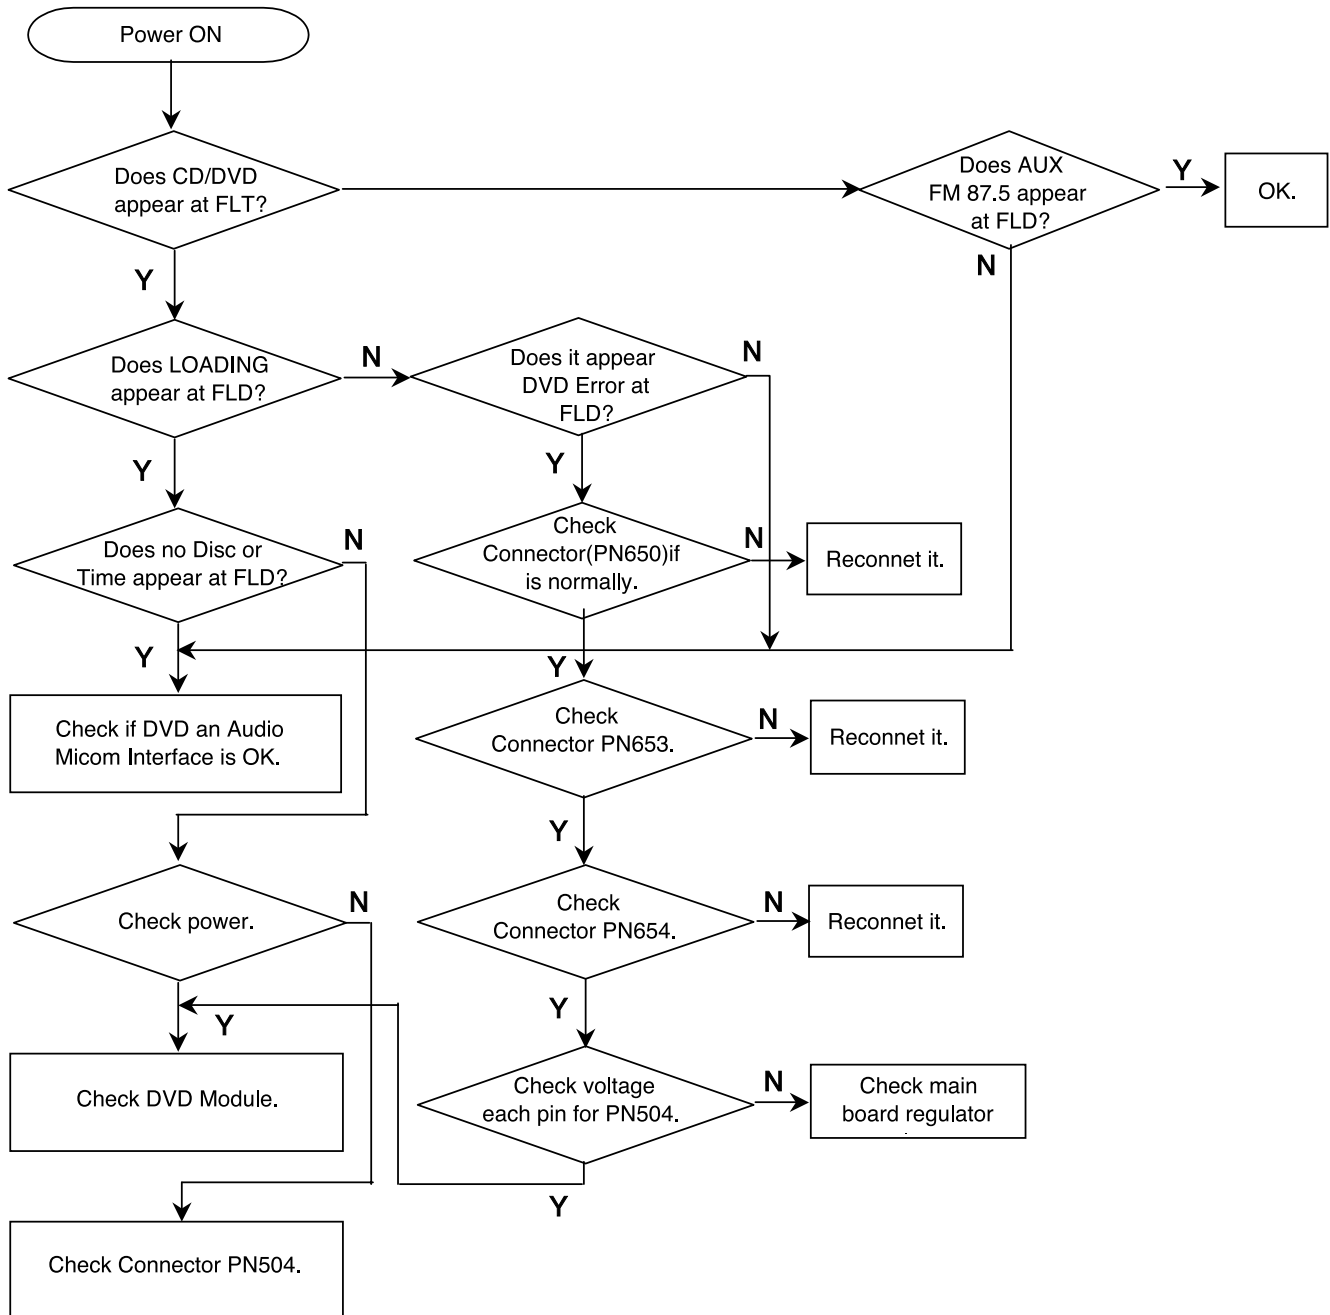 Power ON
Does CD/DVD
appear at FLT?
Does AUX
FM 87.5 appear
at FLD?
Y
OK.
N
Y
Does LOADING
appear at FLD?
N
Does it appear
DVD Error at
FLD?
N
Y
Y
Does no Disc or
Time appear at FLD?
N
Check
Connector(PN650)if
is normally.
N
Reconnet it.
Y
Y
Check if DVD an Audio
Micom Interface is OK.
Check
Connector PN653.
N
Reconnet it.
Y
Check power.
N
Check
Connector PN654.
N
Reconnet it.
Y
Y
Check DVD Module.
Check voltage
each pin for PN504.
N
Check main
board regulator
.
Y
Check Connector PN504.